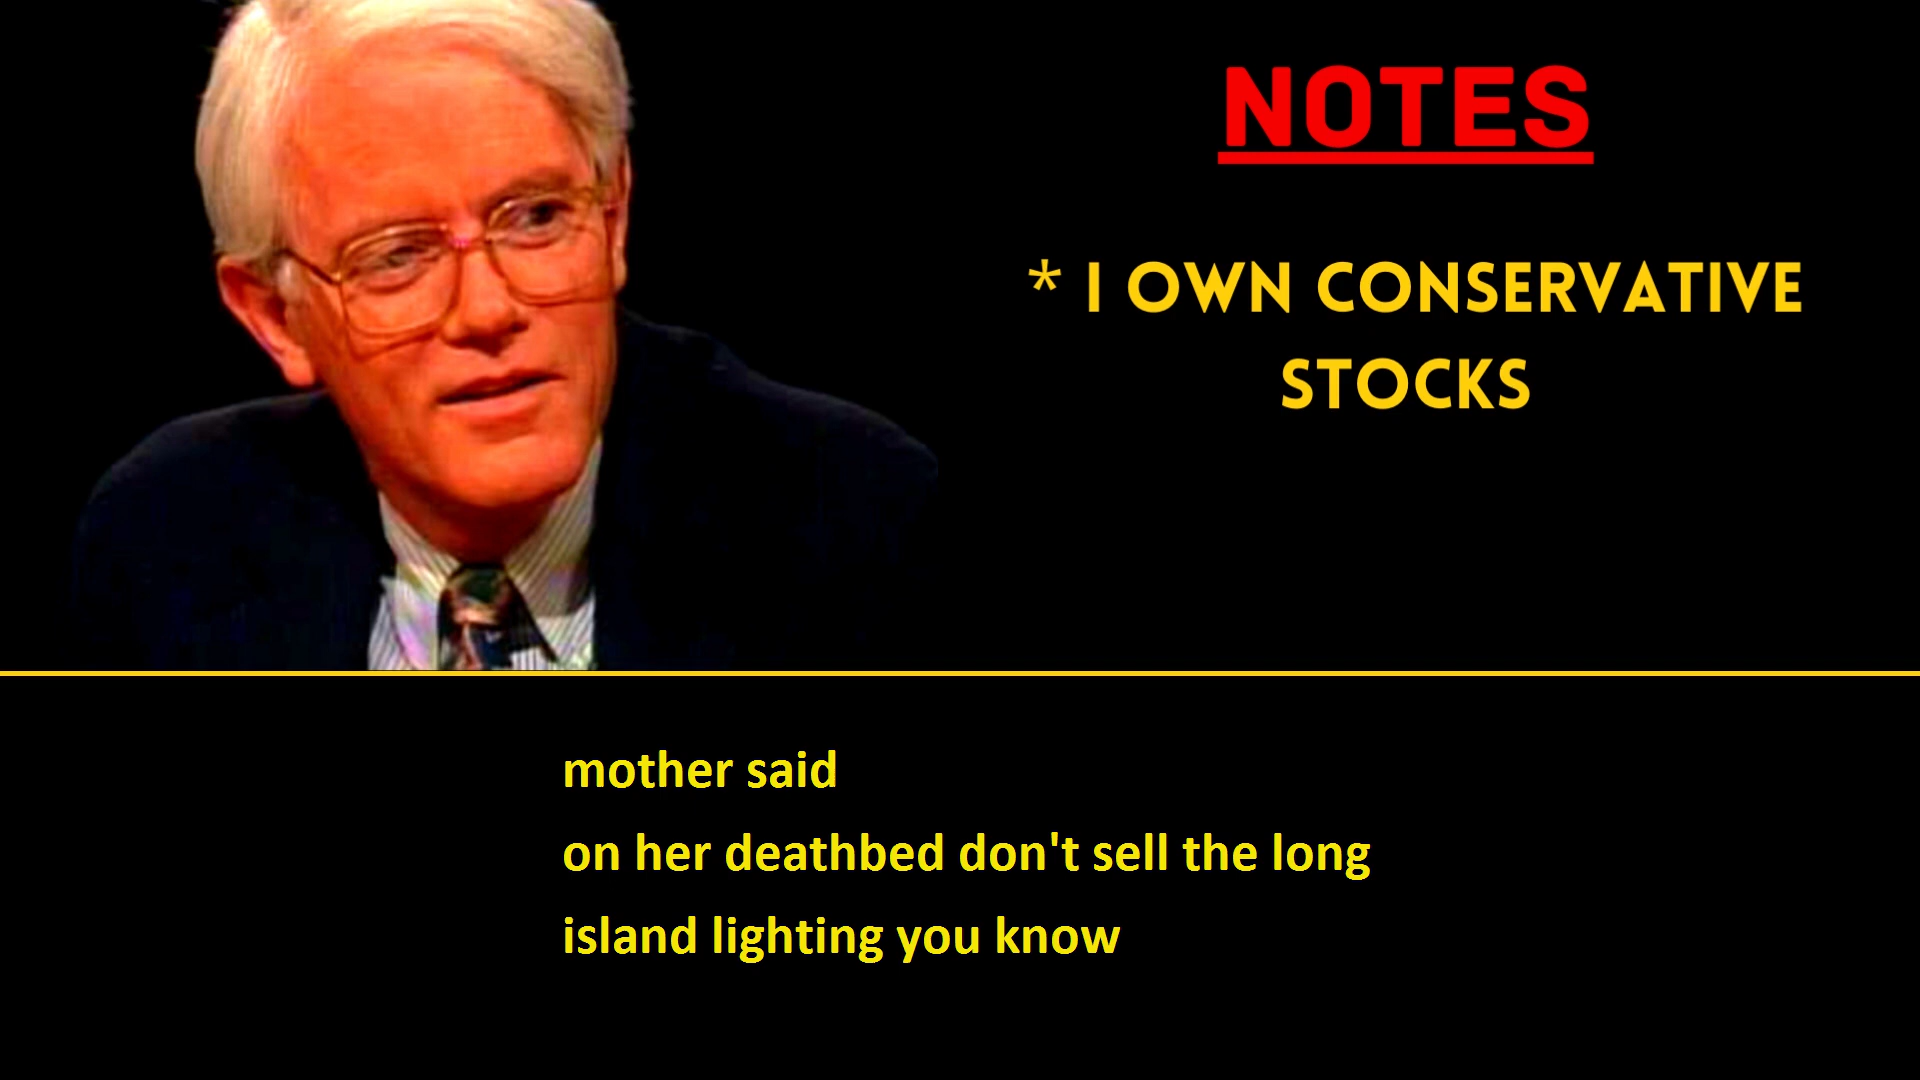 NOTES
* I OWN CONSERVATIVE
STOCKS
mother said
on her deathbed don't sell the long
island lighting you know